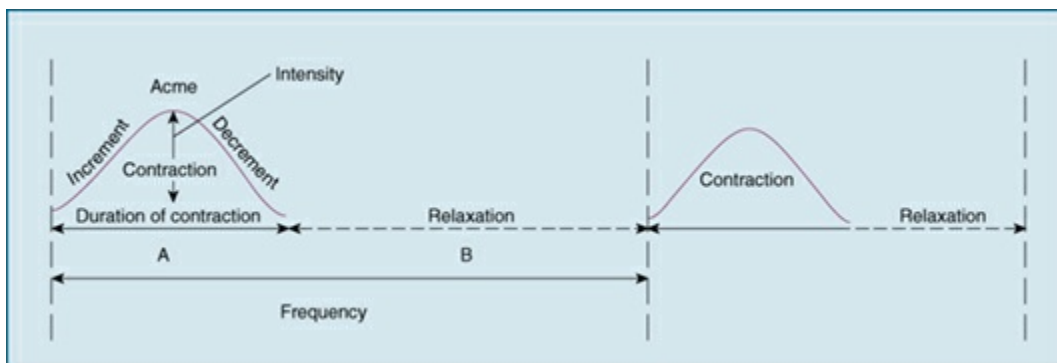 Intensity
Acme
Increment
Decrement
Contraction
Contraction
Duration of contraction
Relaxation
Relaxation
A
B
Frequency